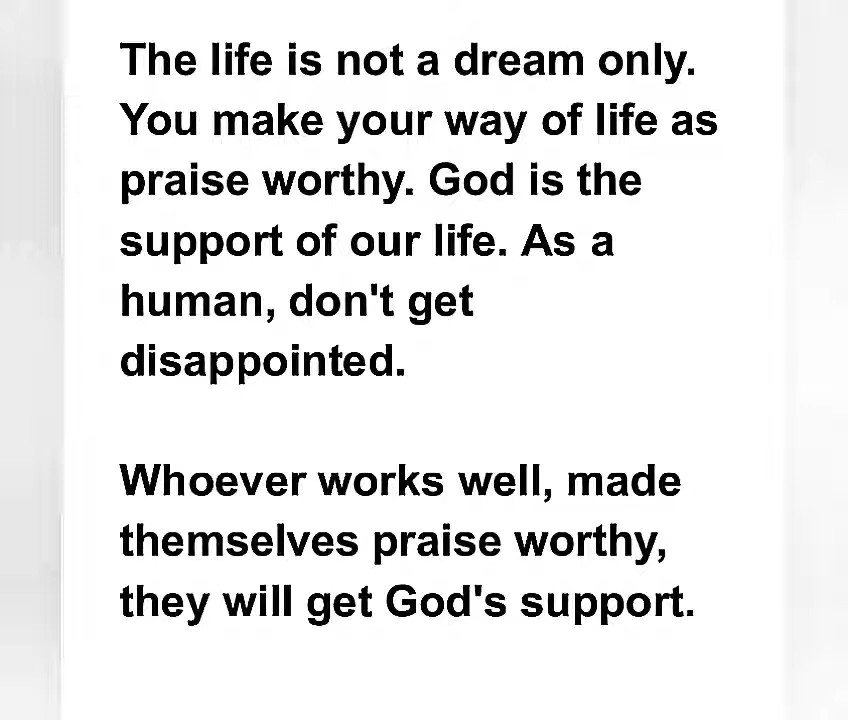 The life is not a dream only.
You make your way of life as
praise worthy. God is the
support of our life. As a
human, don't get
disappointed.
Whoever works well, made
themselves praise worthy,
they will get God's support.